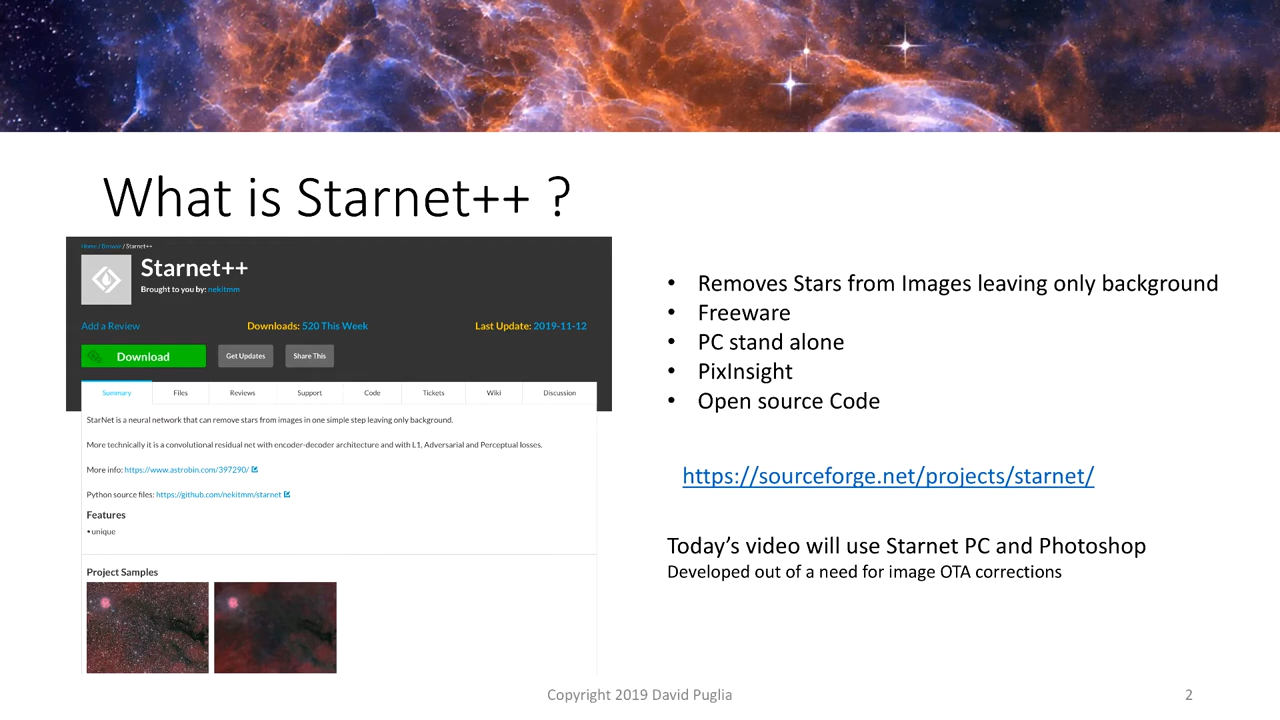 What is Starnet++ ?
Home / Browse / Starnet++
Starnet++
Brought to you by: nekitmm
Add a Review
Downloads: 520 This Week
Last Update: 2019-11-12
Download
Get Updates
Share This
Summary
Files
Reviews
Support
Code
Tickets
Wiki
Discussion
StarNet is a neural network that can remove stars from images in one simple step leaving only background.
More technically it is a convolutional residual net with encoder-decoder architecture and with L1, Adversarial and Perceptual losses.
More info: https://www.astrobin.com/397290/
Python source files: https://github.com/nekitmm/starnet
Features
• unique
Project Samples
• Removes Stars from Images leaving only background
• Freeware
• PC stand alone
• PixInsight
• Open source Code
https://sourceforge.net/projects/starnet/
Today’s video will use Starnet PC and Photoshop
Developed out of a need for image OTA corrections
Copyright 2019 David Puglia
2